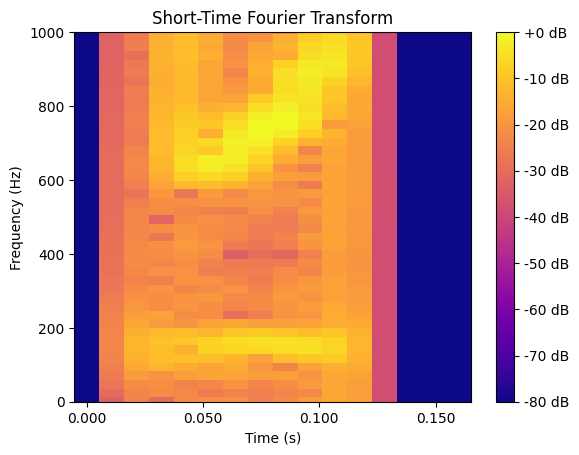 Short-Time Fourier Transform
Frequency (Hz)
1000
800
600
400
200
0
0.000
0.050
0.100
0.150
Time (s)
+0 dB
-10 dB
-20 dB
-30 dB
-40 dB
-50 dB
-60 dB
-70 dB
-80 dB